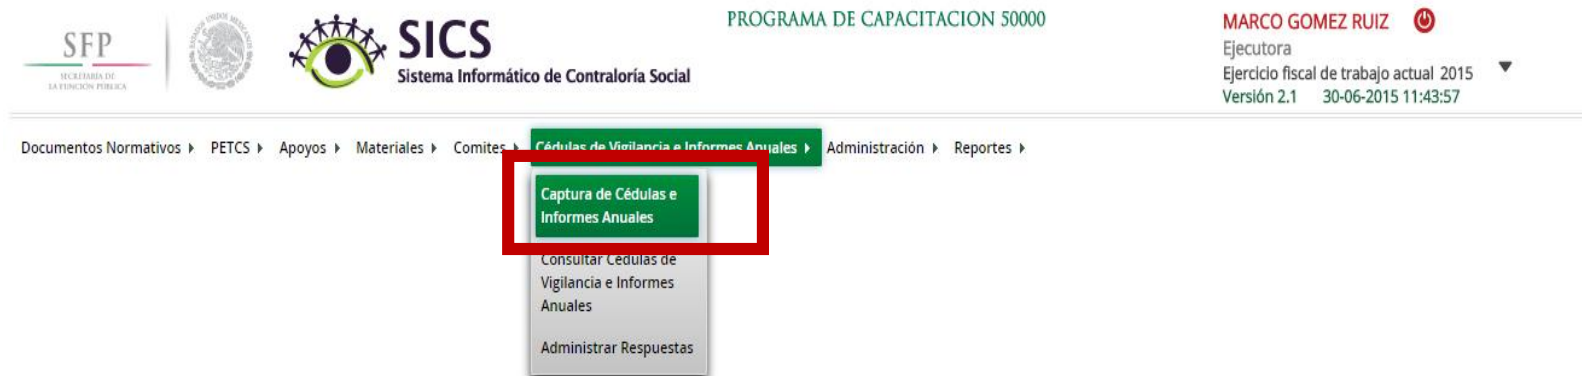 SFP
SECRETARÍA DE
LA FUNCIÓN PÚBLICA
ESTADOS UNIDOS MEXICANOS
SICS
Sistema Informático de Contraloría Social
PROGRAMA DE CAPACITACION 50000
MARCO GOMEZ RUIZ
Ejecutora
Ejercicio fiscal de trabajo actual 2015
Versión 2.1 30-06-2015 11:43:57
Documentos Normativos PETCS Apoyos Materiales Comites Cédulas de Vigilancia e Informes Anuales Administración Reportes
Captura de Cédulas e
Informes Anuales
Consultar Cédulas de
Vigilancia e Informes
Anuales
Administrar Respuestas